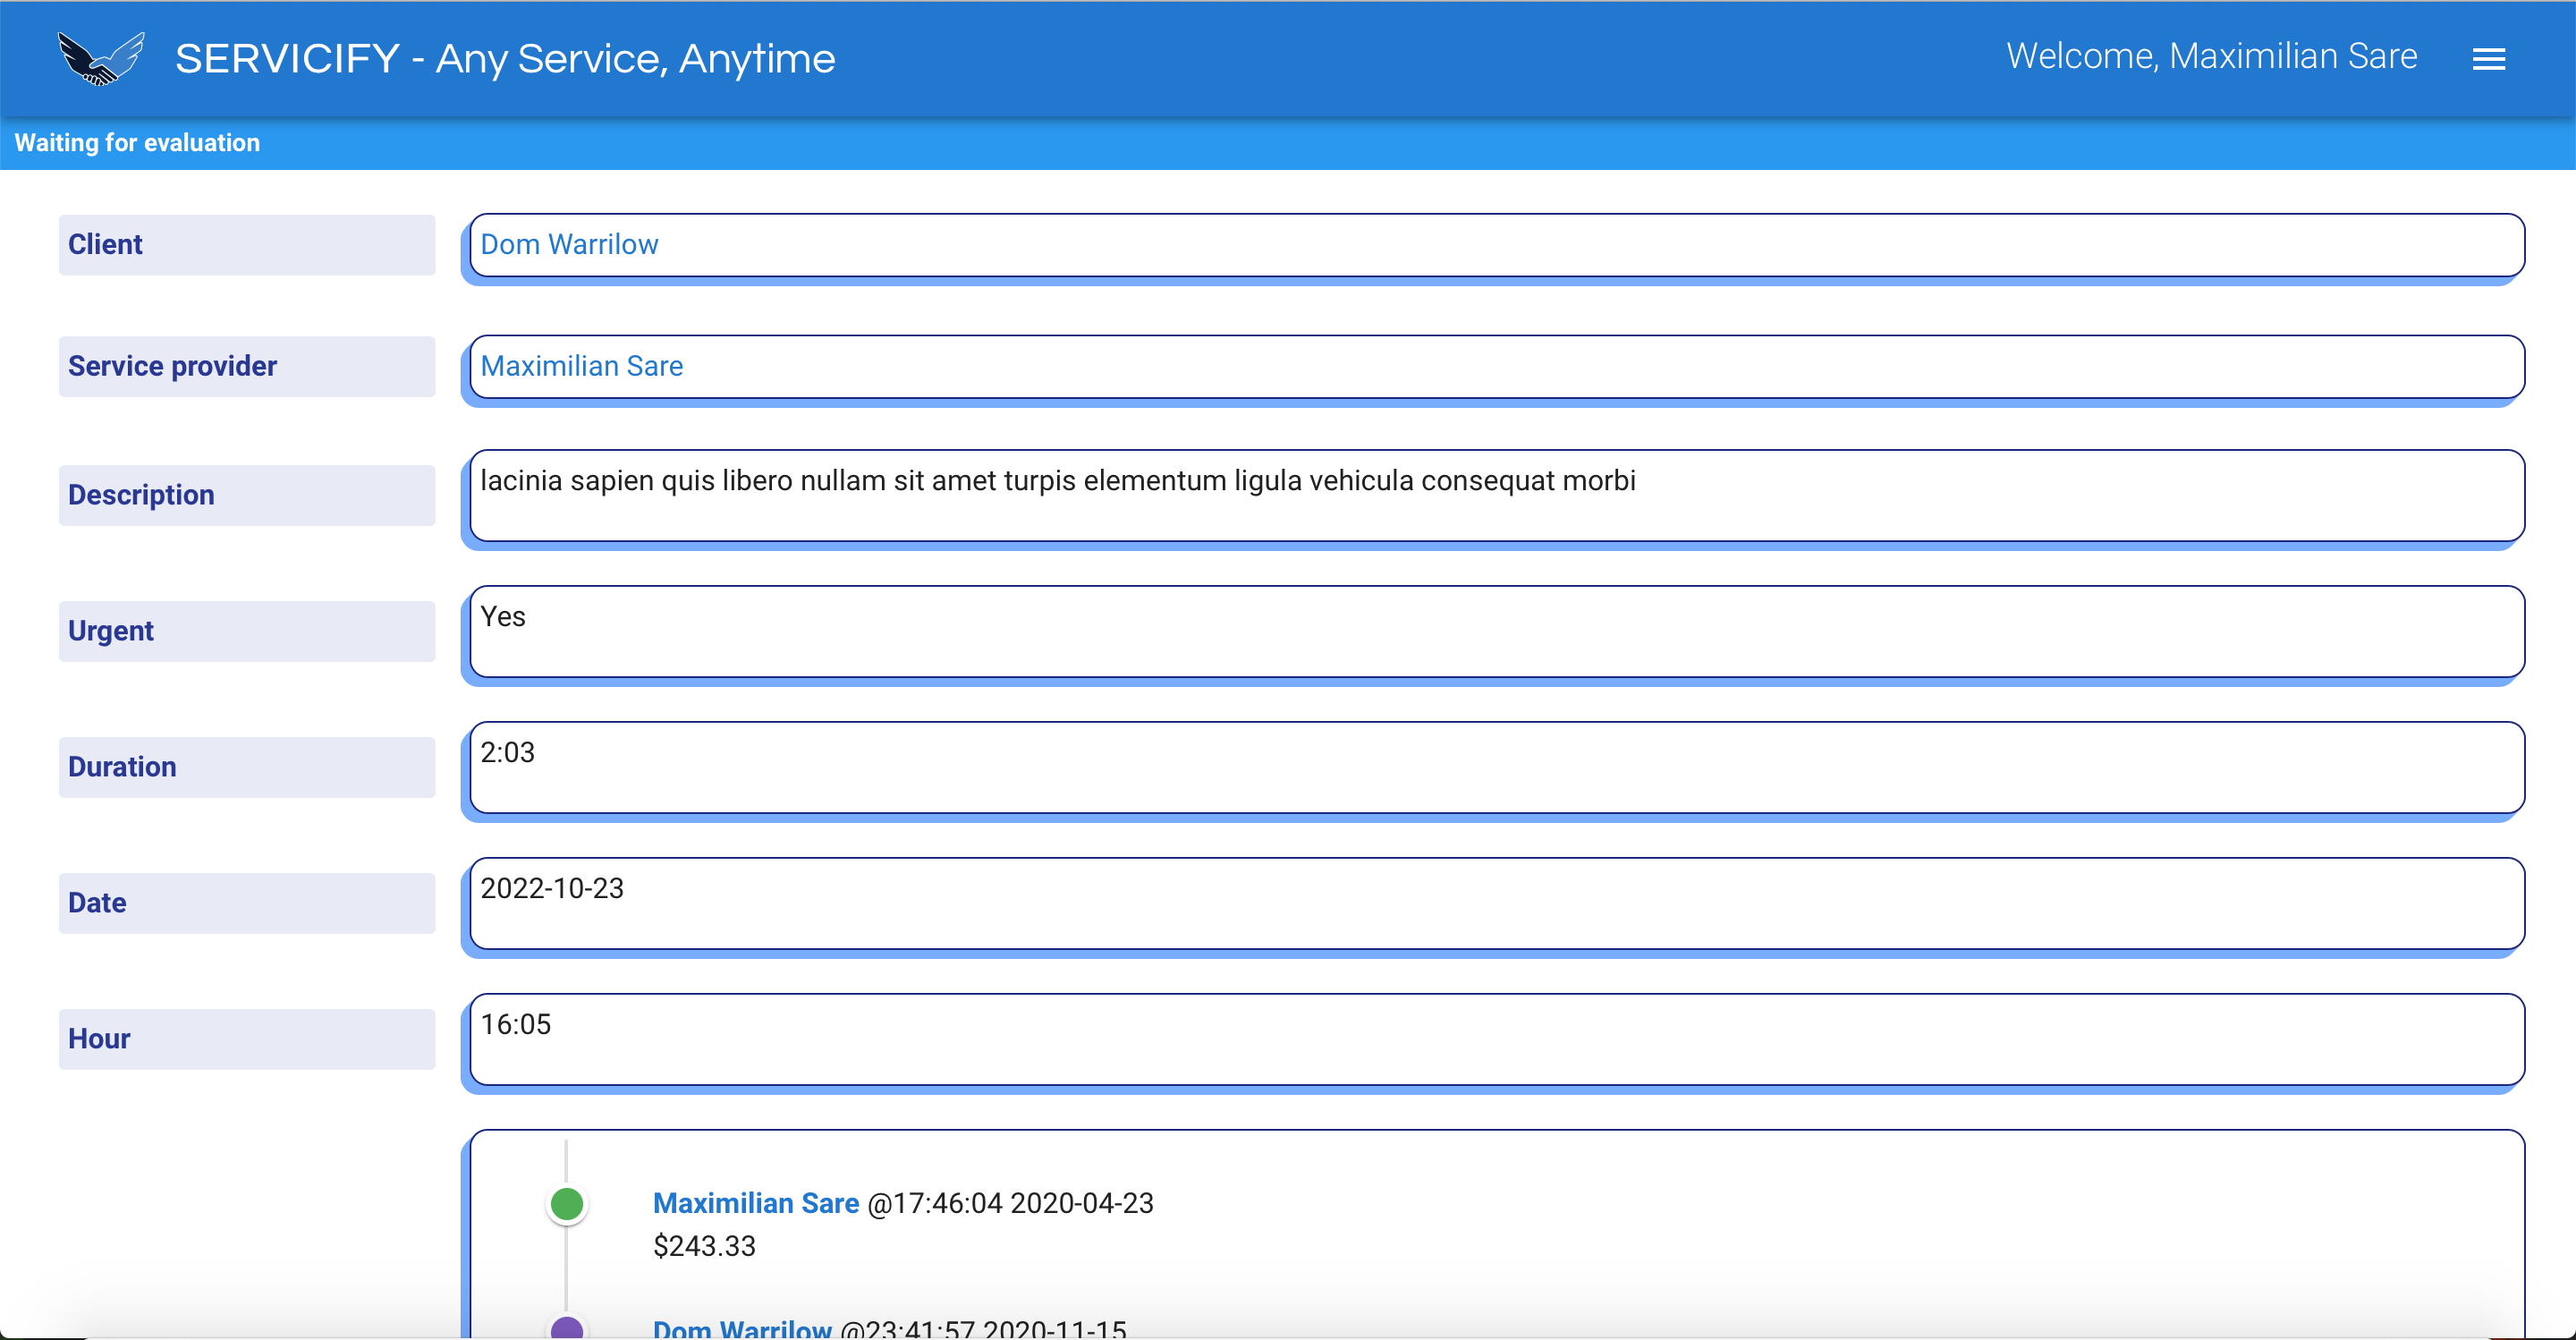 SERVICIFY - Any Service, Anytime
Welcome, Maximilian Sare
Waiting for evaluation
Client
Dom Warrilow
Service provider
Maximilian Sare
Description
lacinia sapien quis libero nullam sit amet turpis elementum ligula vehicula consequat morbi
Urgent
Yes
Duration
2:03
Date
2022-10-23
Hour
16:05
Maximilian Sare @17:46:04 2020-04-23
$243.33
Dom Warrilow @23:41:57 2020-11-15